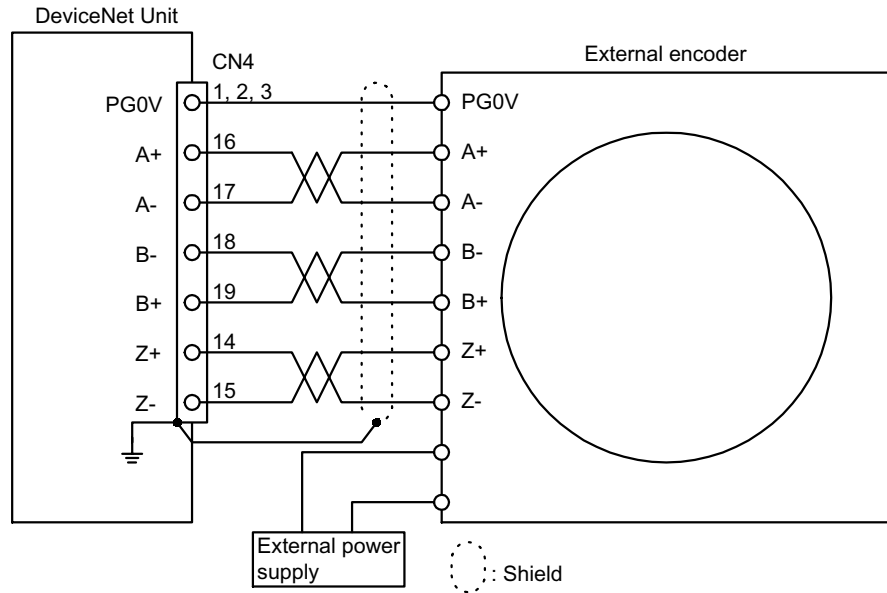 DeviceNet Unit
External encoder
CN4
PG0V
1, 2, 3
PG0V
A+
16
A+
A-
17
A-
B-
18
B-
B+
19
B+
Z+
14
Z+
Z-
15
Z-
External power
supply
: Shield